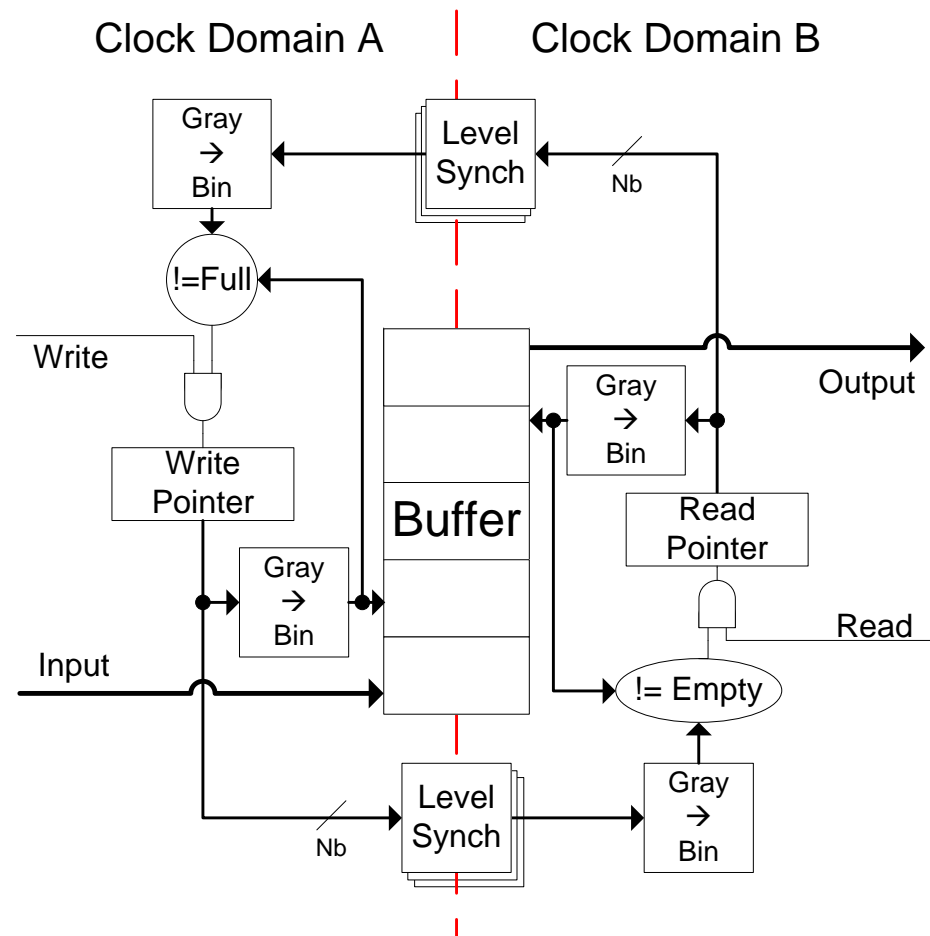 Clock Domain A
Clock Domain B
Gray
→
Bin
Level
Synch
Nb
!=Full
Write
Output
Gray
→
Bin
Write
Pointer
Buffer
Read
Pointer
Gray
→
Bin
Read
Input
!= Empty
Level
Synch
Gray
→
Bin
Nb